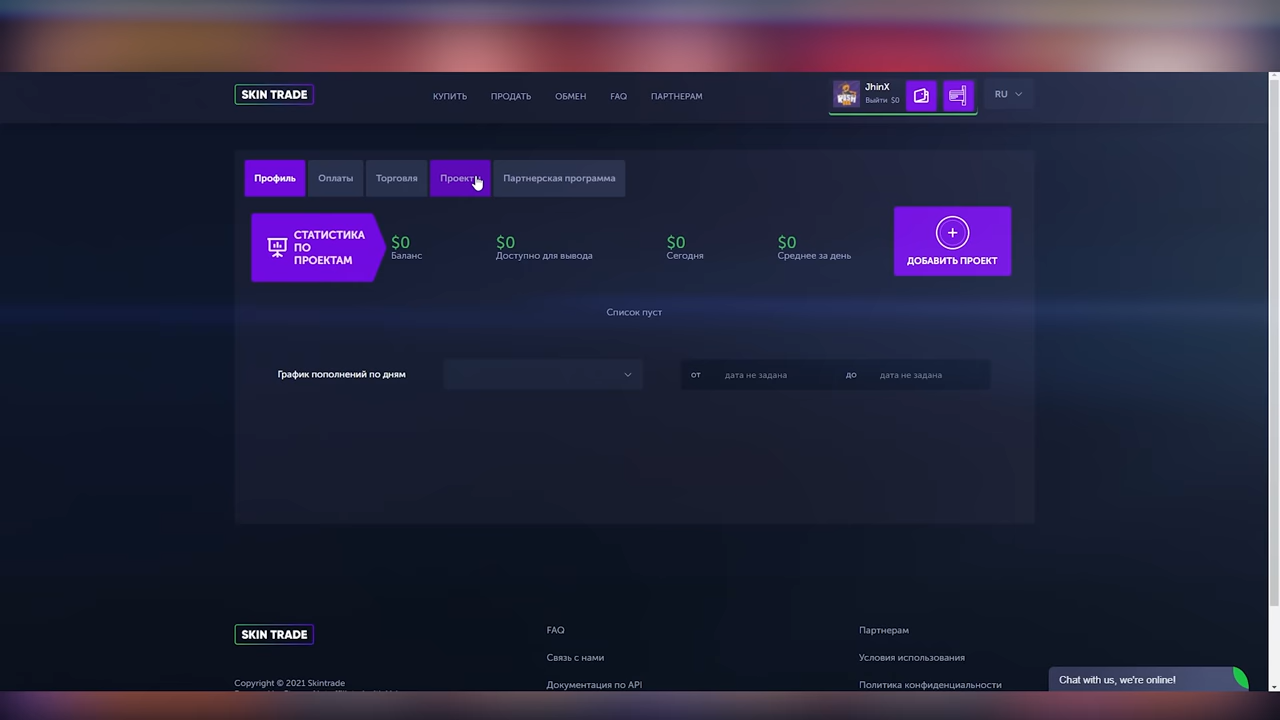 SKIN TRADE
КУПИТЬ
ПРОДАТЬ
ОБМЕН
FAQ
ПАРТНЕРАМ
JhinX
Выйти $0
RU
Профиль
Оплаты
Торговля
Проект
Партнерская программа
СТАТИСТИКА
ПО
ПРОЕКТАМ
$0
Баланс
$0
Доступно для вывода
$0
Сегодня
$0
Среднее за день
ДОБАВИТЬ ПРОЕКТ
Список пуст
График пополнений по дням
от
дата не задана
до
дата не задана
SKIN TRADE
FAQ
Партнерам
Связь с нами
Условия использования
Copyright © 2021 Skintrade
Документация по API
Политика конфиденциальности
Chat with us, we're online!